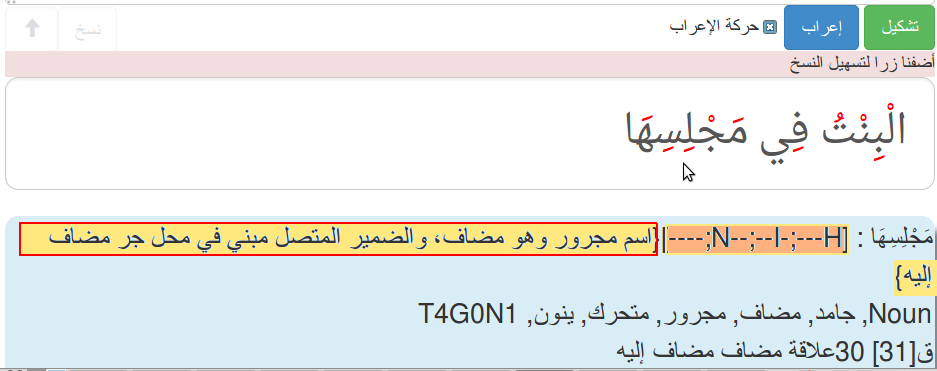 تشكيل إعراب حركة الإعراب نسخ
أضفنا زرا لتسهيل النسخ
الْبِنْتُ فِي مَجْلِسِهَا
مَجْلِسِهَا : [H---;-I--;--N;----]{اسم مجرور وهو مضاف، والضمير المتصل مبني في محل جر مضاف
إليه}
Noun, جامد, مضاف, مجرور, متحرك, ينون, T4G0N1
ق[31] 30علاقة مضاف مضاف إليه